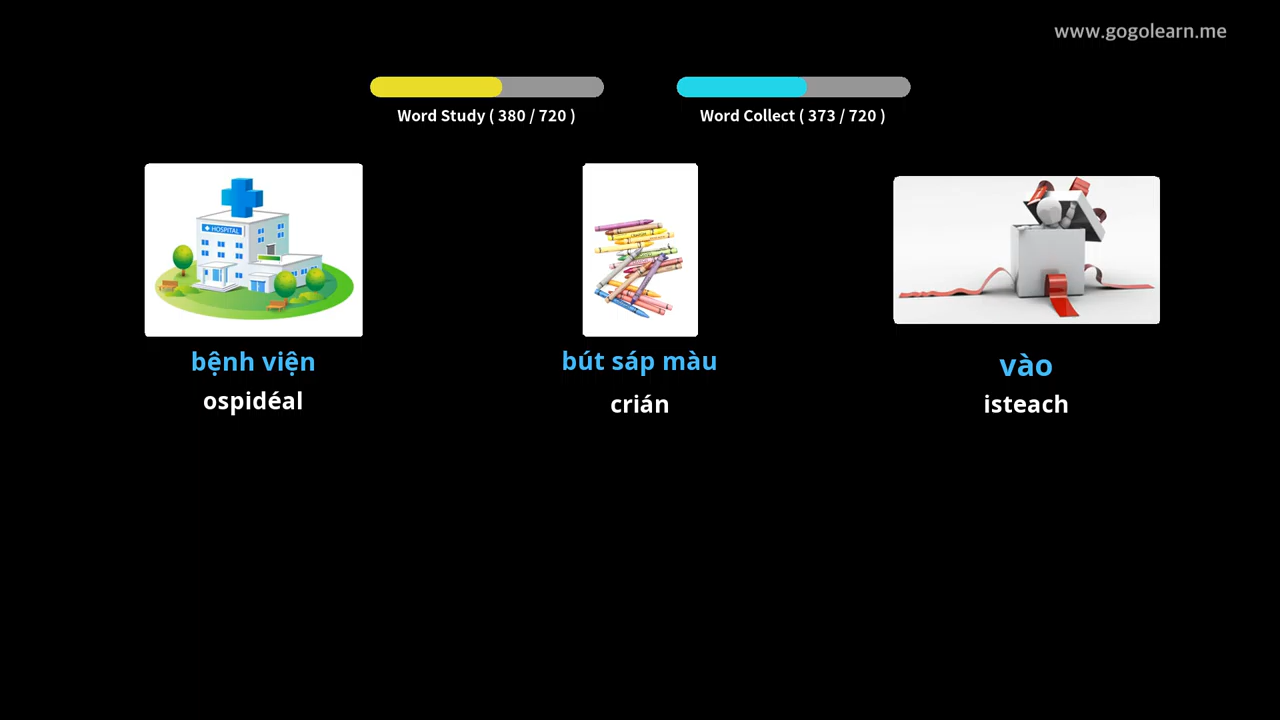 www.gogolearn.me
Word Study ( 380 / 720 )
Word Collect ( 373 / 720 )
HOSPITAL
bệnh viện
bút sáp màu
vào
ospidéal
crián
isteach